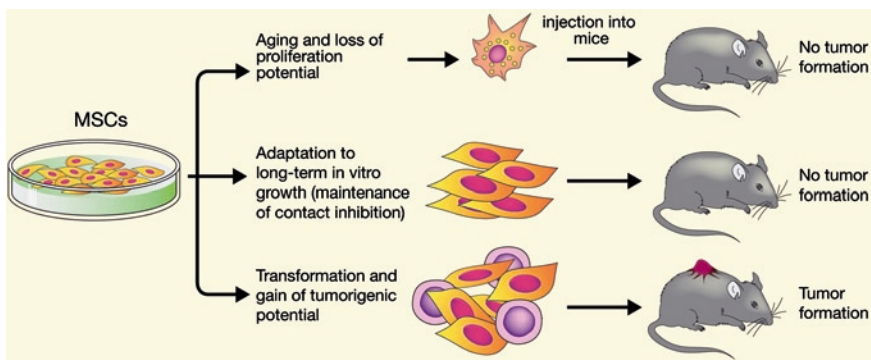 MSCs
Aging and loss of
proliferation
potential
injection into
mice
No tumor
formation
Adaptation to
long-term in vitro
growth (maintenance
of contact inhibition)
No tumor
formation
Transformation and
gain of tumorigenic
potential
Tumor
formation